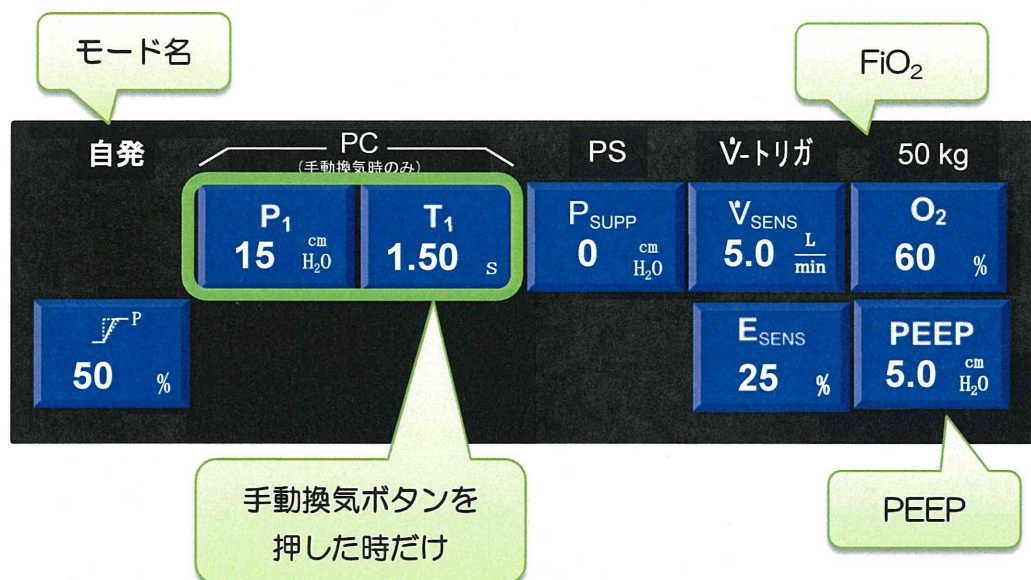 モード名
FiO₂
自発
PC
(手動換気時のみ)
PS
V̇-トリガ
50 kg
P₁
15 cm H₂O
T₁
1.50 s
P_SUPP
0 cm H₂O
V̇_SENS
5.0 L/min
O₂
60 %
P
50 %
E_SENS
25 %
PEEP
5.0 cm H₂O
手動換気ボタンを
押した時だけ
PEEP